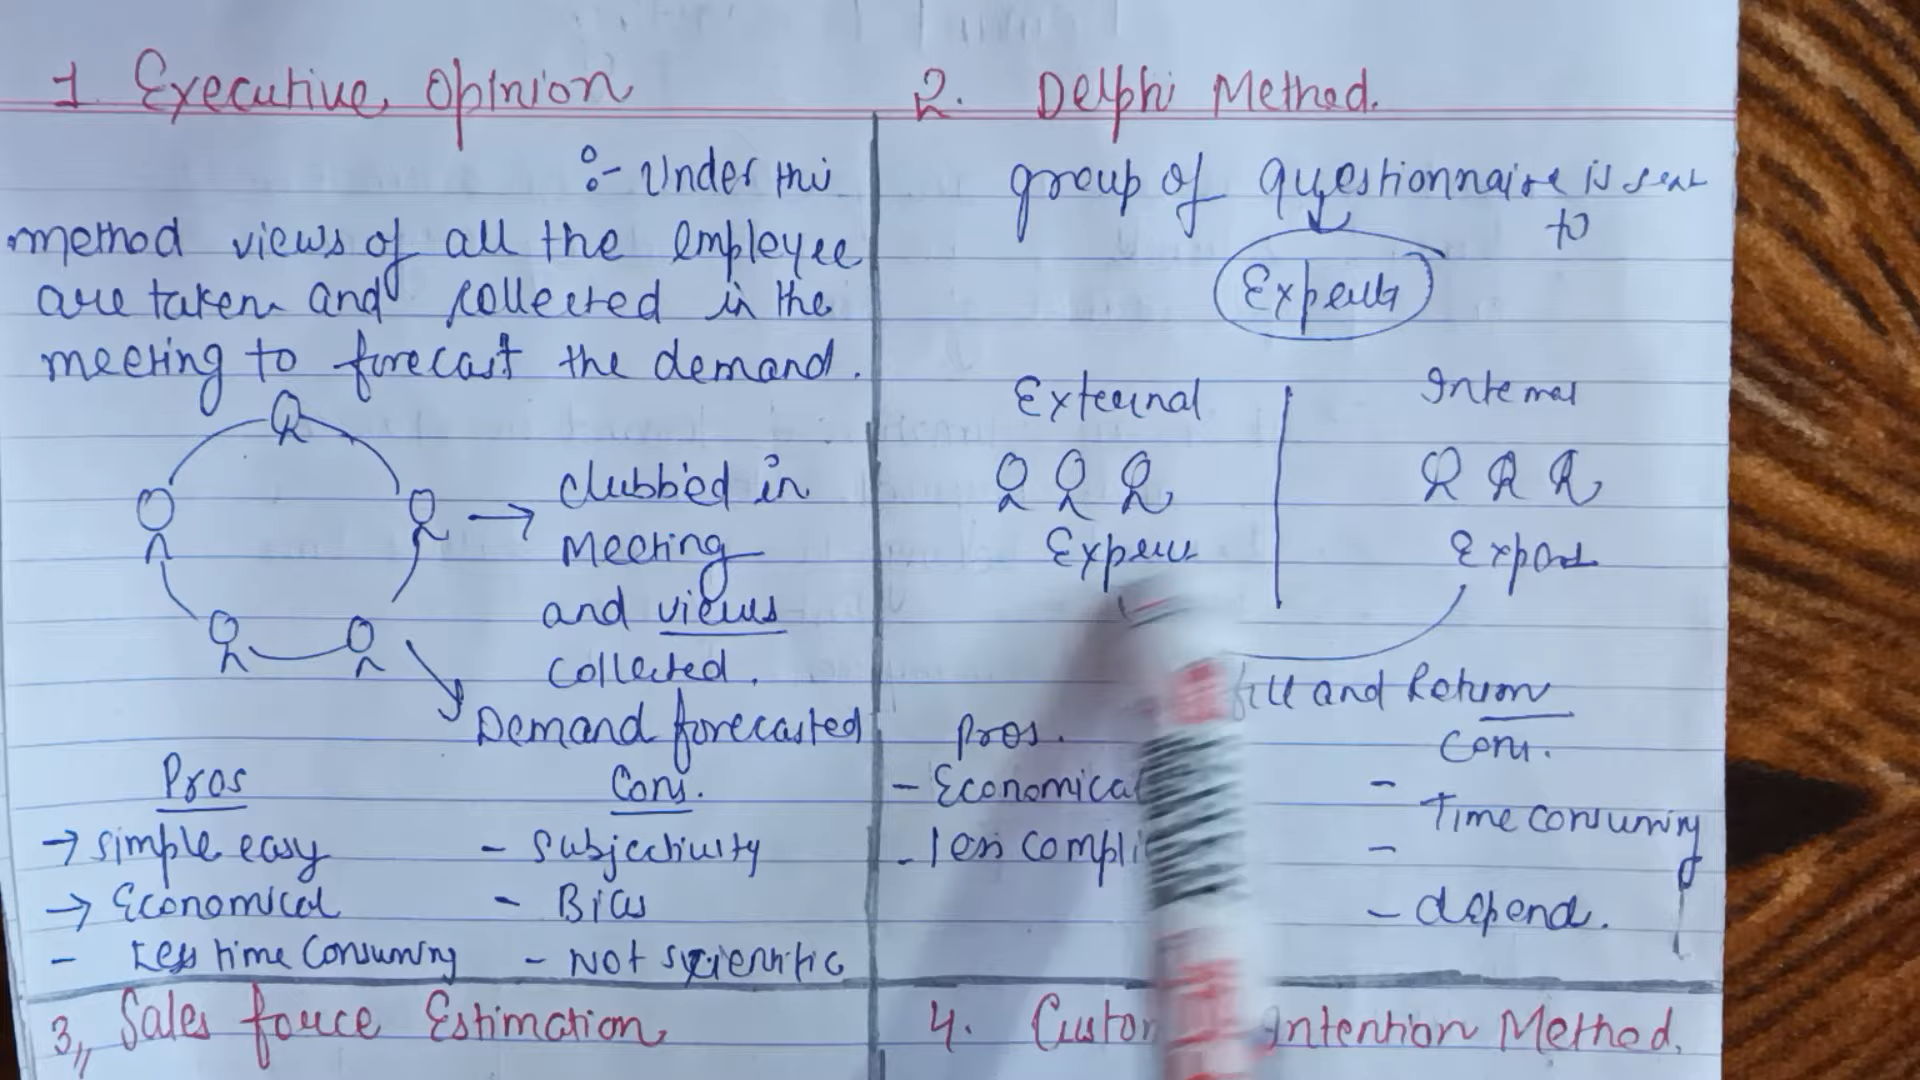 1 Executive Opinion
:- Under this
method views of all the employee
are taken and collected in the
meeting to forecast the demand.
clubbed in
Meeting
and views
collected.
Demand forecasted
Pros
Cons.
→ simple easy
- Subjectivity
→ Economical
- Bias
- Less time consuming
- Not scientific
2. Delphi Method.
group of questionnaire is sent
to
Experts
External
Internal
Expert
Expert
fill and Return
Pros.
Cons.
- Economical
- Time consuming
- less
-
- depend.
3,, Sales force Estimation
4. Intention Method.